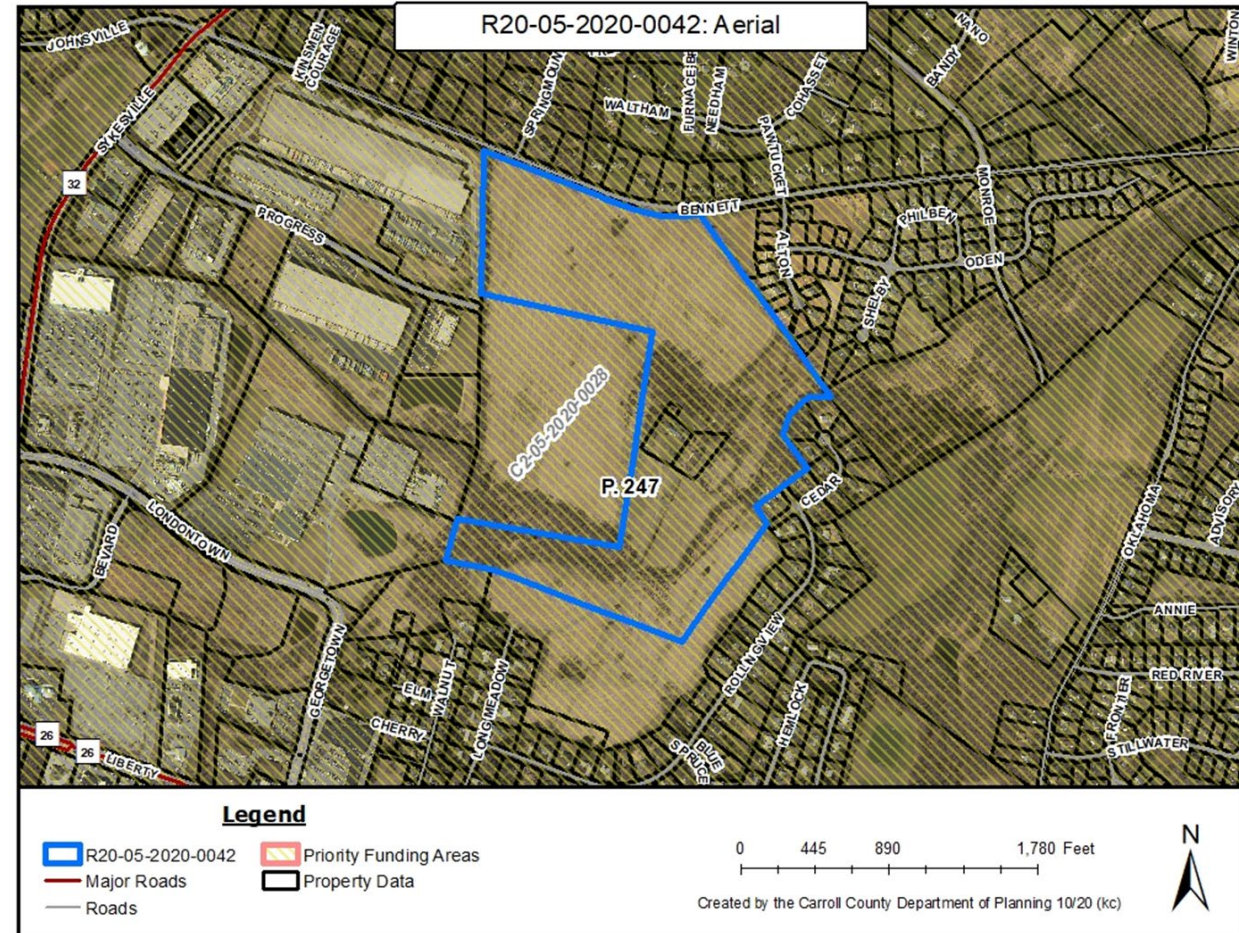 R20-05-2020-0042: Aerial
JOHNSVILLE
KINSMEN
COURAGE
SYKESVILLE
32
PROGRESS
WALTHAM
FURNACE
NEEDHAM
COHASSET
PAWTUCKET
NANO
BANDY
WINTON
BENNETT
MONROE
PHILBEN
ALTON
ODEN
SHELBY
C2-05-2020-0028
P. 247
CEDAR
LONDONTOWN
BEVARD
OKLAHOMA
ADVISORY
GEORGETOWN
ELM
WALNUT
LONG MEADOW
CHERRY
ROLLING VIEW
HEMLOCK
BLUE
SPRUCE
ANNIE
RED RIVER
FRONTIER
STILLWATER
26
26
LIBERTY
Legend
R20-05-2020-0042
Priority Funding Areas
Major Roads
Property Data
Roads
0 445 890 1,780 Feet
N
Created by the Carroll County Department of Planning 10/20 (kc)